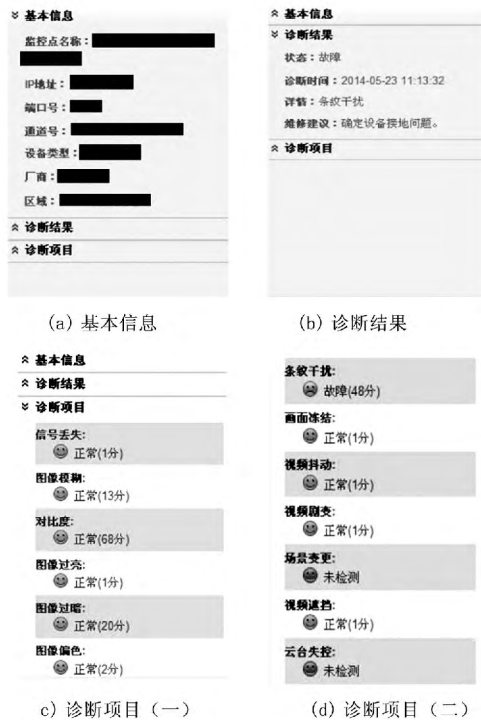 基本信息
监控点名称：
IP地址：
端口号：
通道号：
设备类型：
厂商：
区域：
诊断结果
诊断项目
(a) 基本信息
基本信息
诊断结果
状态：故障
诊断时间：2014-05-23 11:13:32
详情：条纹干扰
维修建议：确定设备接地问题。
诊断项目
(b) 诊断结果
基本信息
诊断结果
诊断项目
信号丢失:
正常(1分)
图像模糊:
正常(13分)
对比度:
正常(68分)
图像过亮:
正常(1分)
图像过暗:
正常(20分)
图像偏色:
正常(2分)
c) 诊断项目（一）
条纹干扰:
故障(48分)
画面冻结:
正常(1分)
视频抖动:
正常(1分)
视频剧变:
正常(1分)
场景变更:
未检测
视频遮挡:
正常(1分)
云台失控:
未检测
(d) 诊断项目（二）